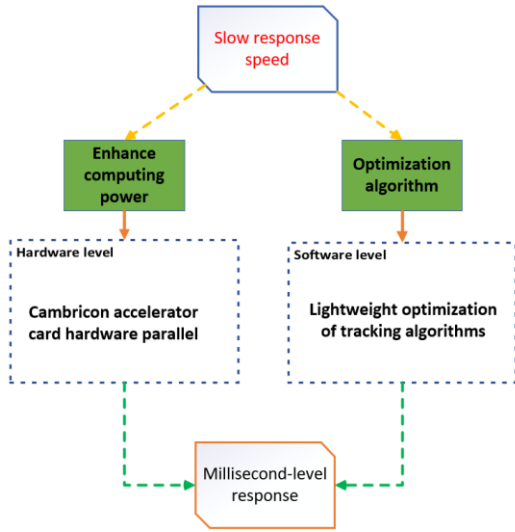 Slow response
speed
Enhance
computing
power
Optimization
algorithm
Hardware level
Cambricon accelerator
card hardware parallel
Software level
Lightweight optimization
of tracking algorithms
Millisecond-level
response